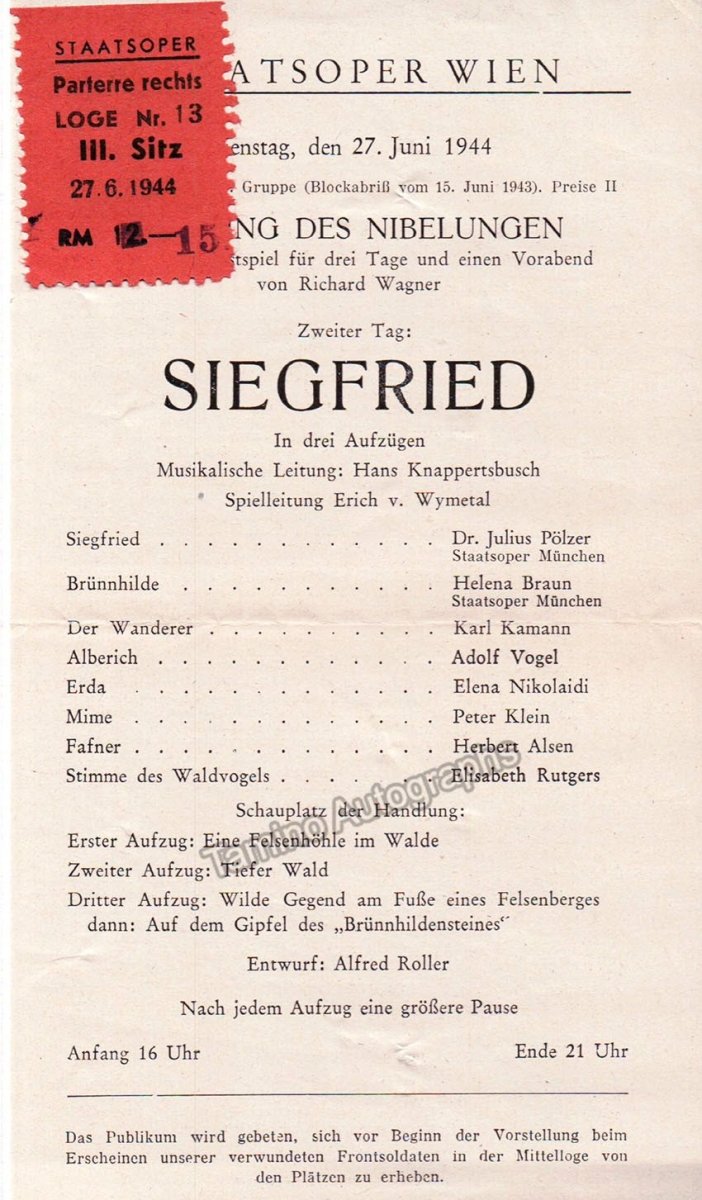 STAATSOPER
Parterre rechts
LOGE Nr. 13
III. Sitz
27.6.1944
RM 12.—15
ATSOPER WIEN
enstag, den 27. Juni 1944
Gruppe (Blockabriß vom 15. Juni 1943). Preise II
NG DES NIBELUNGEN
stspiel für drei Tage und einen Vorabend
von Richard Wagner
Zweiter Tag:
SIEGFRIED
In drei Aufzügen
Musikalische Leitung: Hans Knappertsbusch
Spielleitung Erich v. Wymetal
Siegfried . . . . . . . . . . . . Dr. Julius Pölzer
Staatsoper München
Brünnhilde . . . . . . . . . . . Helena Braun
Staatsoper München
Der Wanderer . . . . . . . . . . Karl Kamann
Alberich . . . . . . . . . . . . Adolf Vogel
Erda . . . . . . . . . . . . . Elena Nikolaidi
Mime . . . . . . . . . . . . . Peter Klein
Fafner . . . . . . . . . . . . . Herbert Alsen
Stimme des Waldvogels . . . . . . . Elisabeth Rutgers
Tamino Autographs
Schauplatz der Handlung:
Erster Aufzug: Eine Felsenhöhle im Walde
Zweiter Aufzug: Tiefer Wald
Dritter Aufzug: Wilde Gegend am Fuße eines Felsenberges
dann: Auf dem Gipfel des „Brünnhildensteines“
Entwurf: Alfred Roller
Nach jedem Aufzug eine größere Pause
Anfang 16 Uhr Ende 21 Uhr
Das Publikum wird gebeten, sich vor Beginn der Vorstellung beim
Erscheinen unserer verwundeten Frontsoldaten in der Mittelloge von
den Plätzen zu erheben.